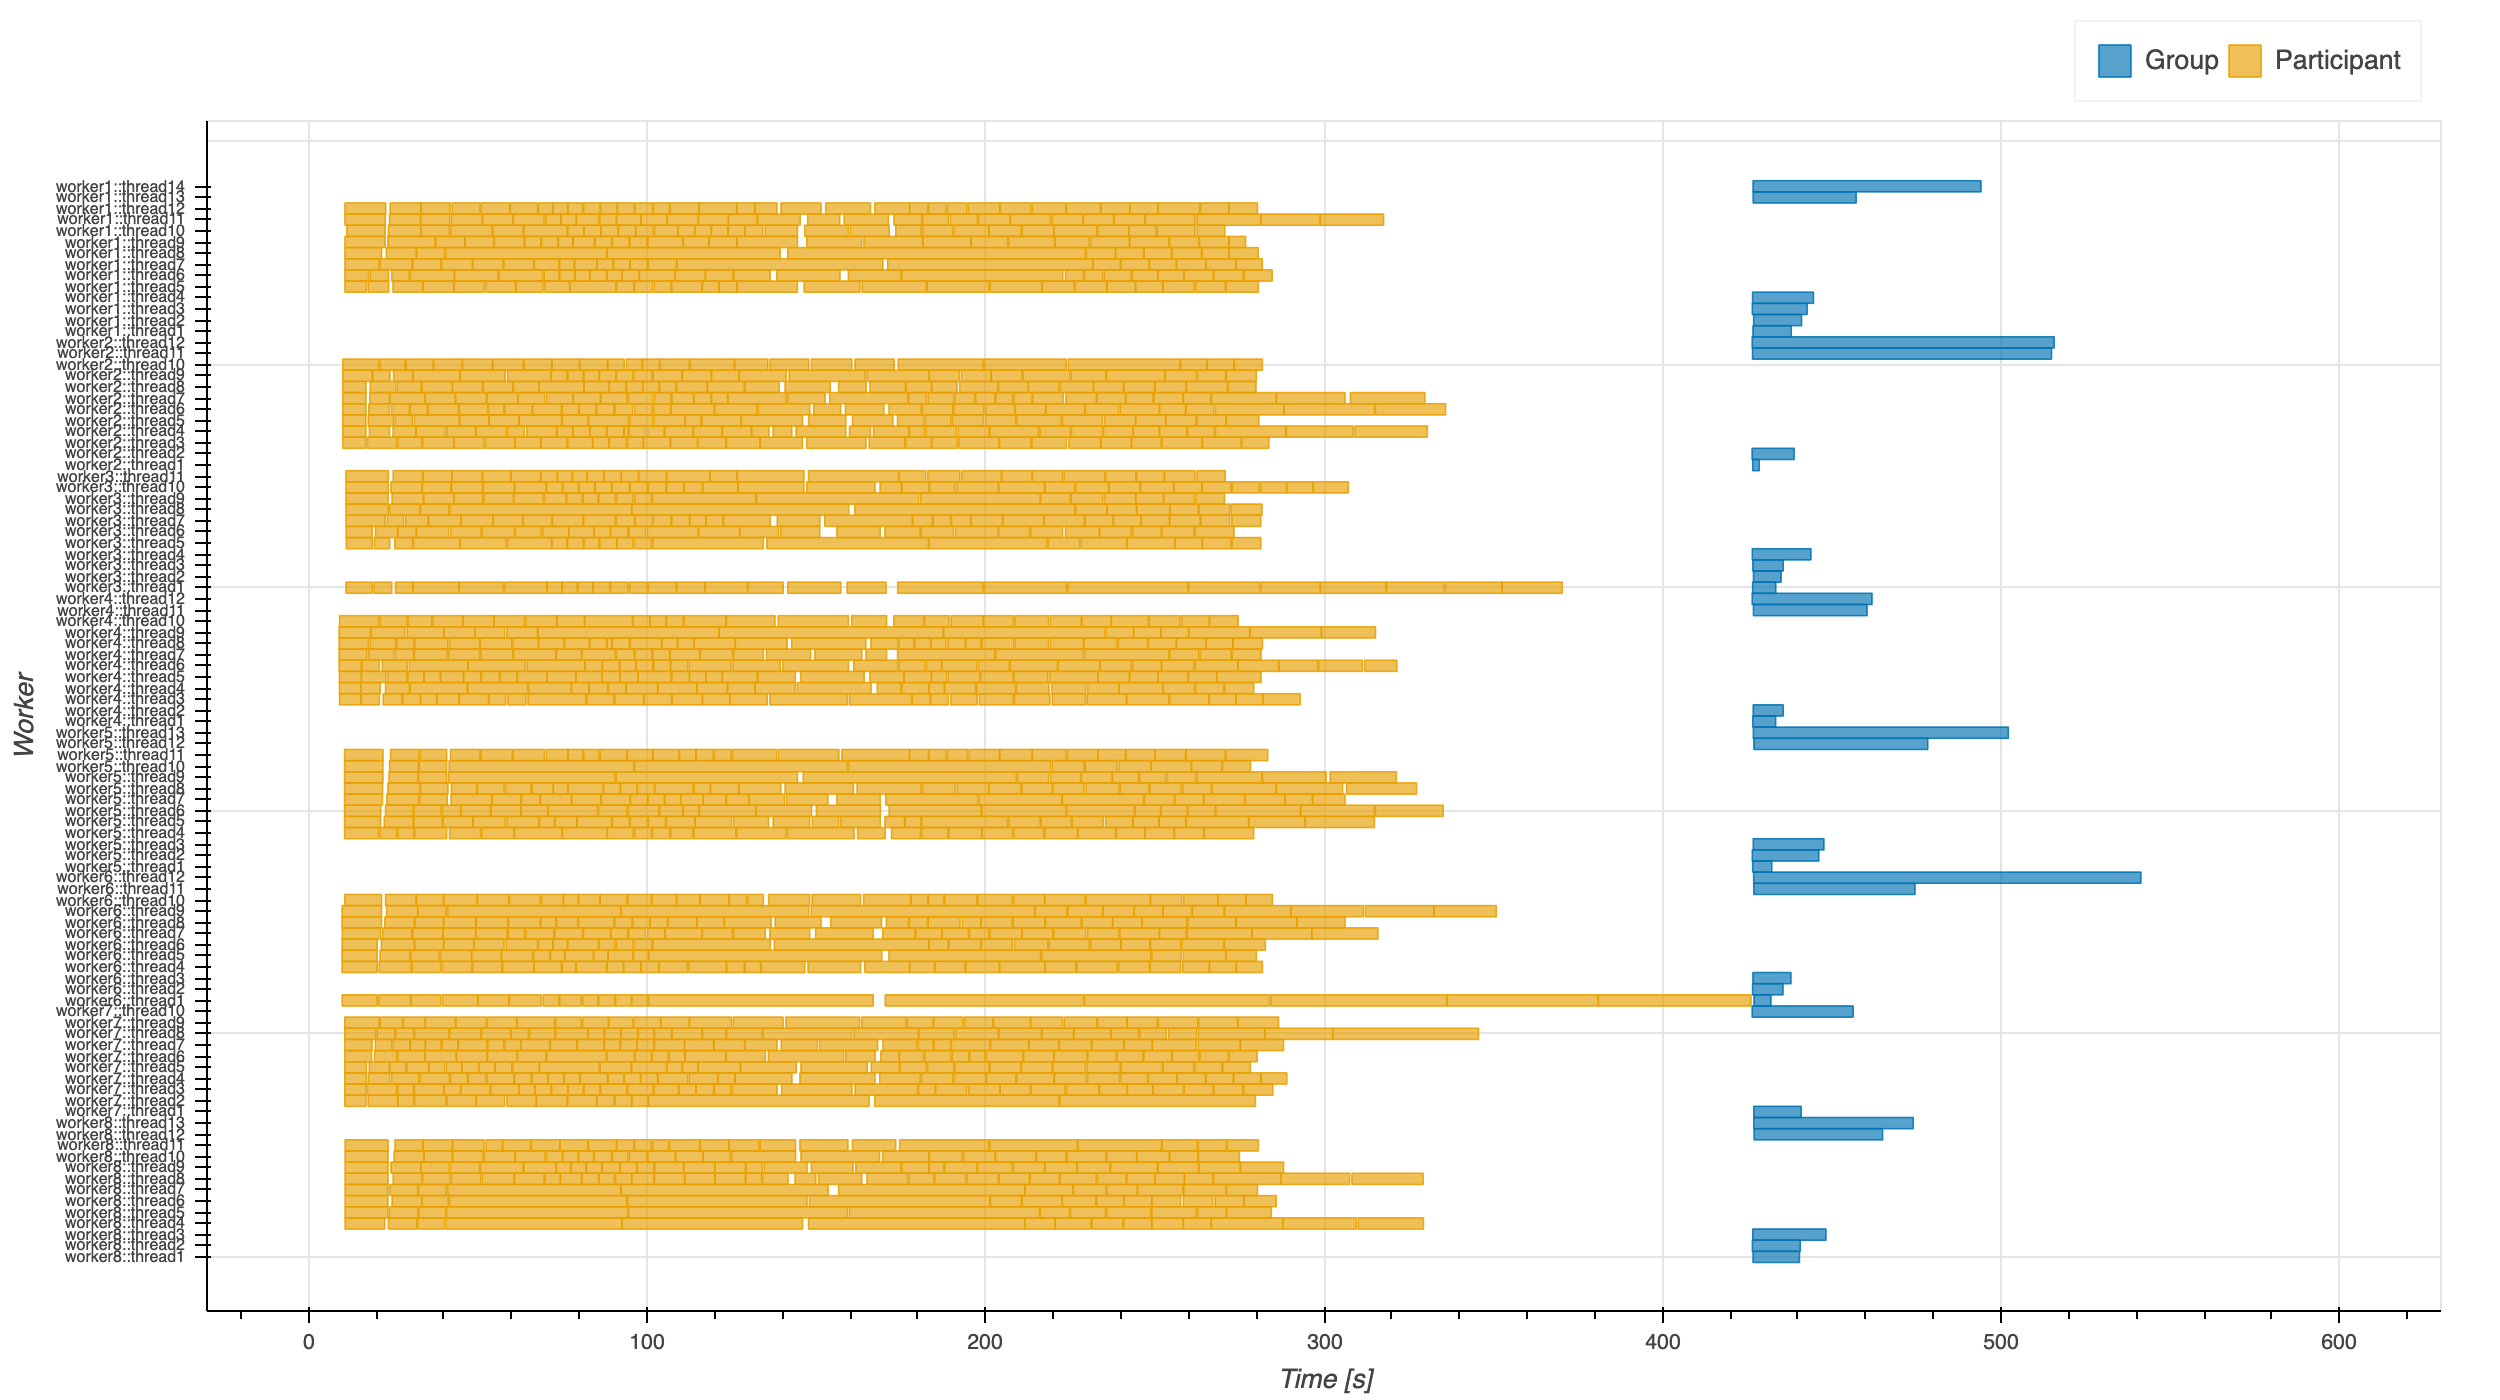 Group Participant
worker1::thread14
worker1::thread13
worker1::thread12
worker1::thread11
worker1::thread10
worker1::thread9
worker1::thread8
worker1::thread7
worker1::thread6
worker1::thread5
worker1::thread4
worker1::thread3
worker1::thread2
worker1::thread1
worker2::thread12
worker2::thread11
worker2::thread10
worker2::thread9
worker2::thread8
worker2::thread7
worker2::thread6
worker2::thread5
worker2::thread4
worker2::thread3
worker2::thread2
worker2::thread1
worker3::thread11
worker3::thread10
worker3::thread9
worker3::thread8
worker3::thread7
worker3::thread6
worker3::thread5
worker3::thread4
worker3::thread3
worker3::thread2
worker3::thread1
worker4::thread12
worker4::thread11
worker4::thread10
worker4::thread9
worker4::thread8
worker4::thread7
worker4::thread6
worker4::thread5
worker4::thread4
worker4::thread3
worker4::thread2
worker4::thread1
worker5::thread13
worker5::thread12
worker5::thread11
worker5::thread10
worker5::thread9
worker5::thread8
worker5::thread7
worker5::thread6
worker5::thread5
worker5::thread4
worker5::thread3
worker5::thread2
worker5::thread1
worker6::thread12
worker6::thread11
worker6::thread10
worker6::thread9
worker6::thread8
worker6::thread7
worker6::thread6
worker6::thread5
worker6::thread4
worker6::thread3
worker6::thread2
worker6::thread1
worker7::thread10
worker7::thread9
worker7::thread8
worker7::thread7
worker7::thread6
worker7::thread5
worker7::thread4
worker7::thread3
worker7::thread2
worker7::thread1
worker8::thread13
worker8::thread12
worker8::thread11
worker8::thread10
worker8::thread9
worker8::thread8
worker8::thread7
worker8::thread6
worker8::thread5
worker8::thread4
worker8::thread3
worker8::thread2
worker8::thread1
Worker
0 100 200 300 400 500 600
Time [s]